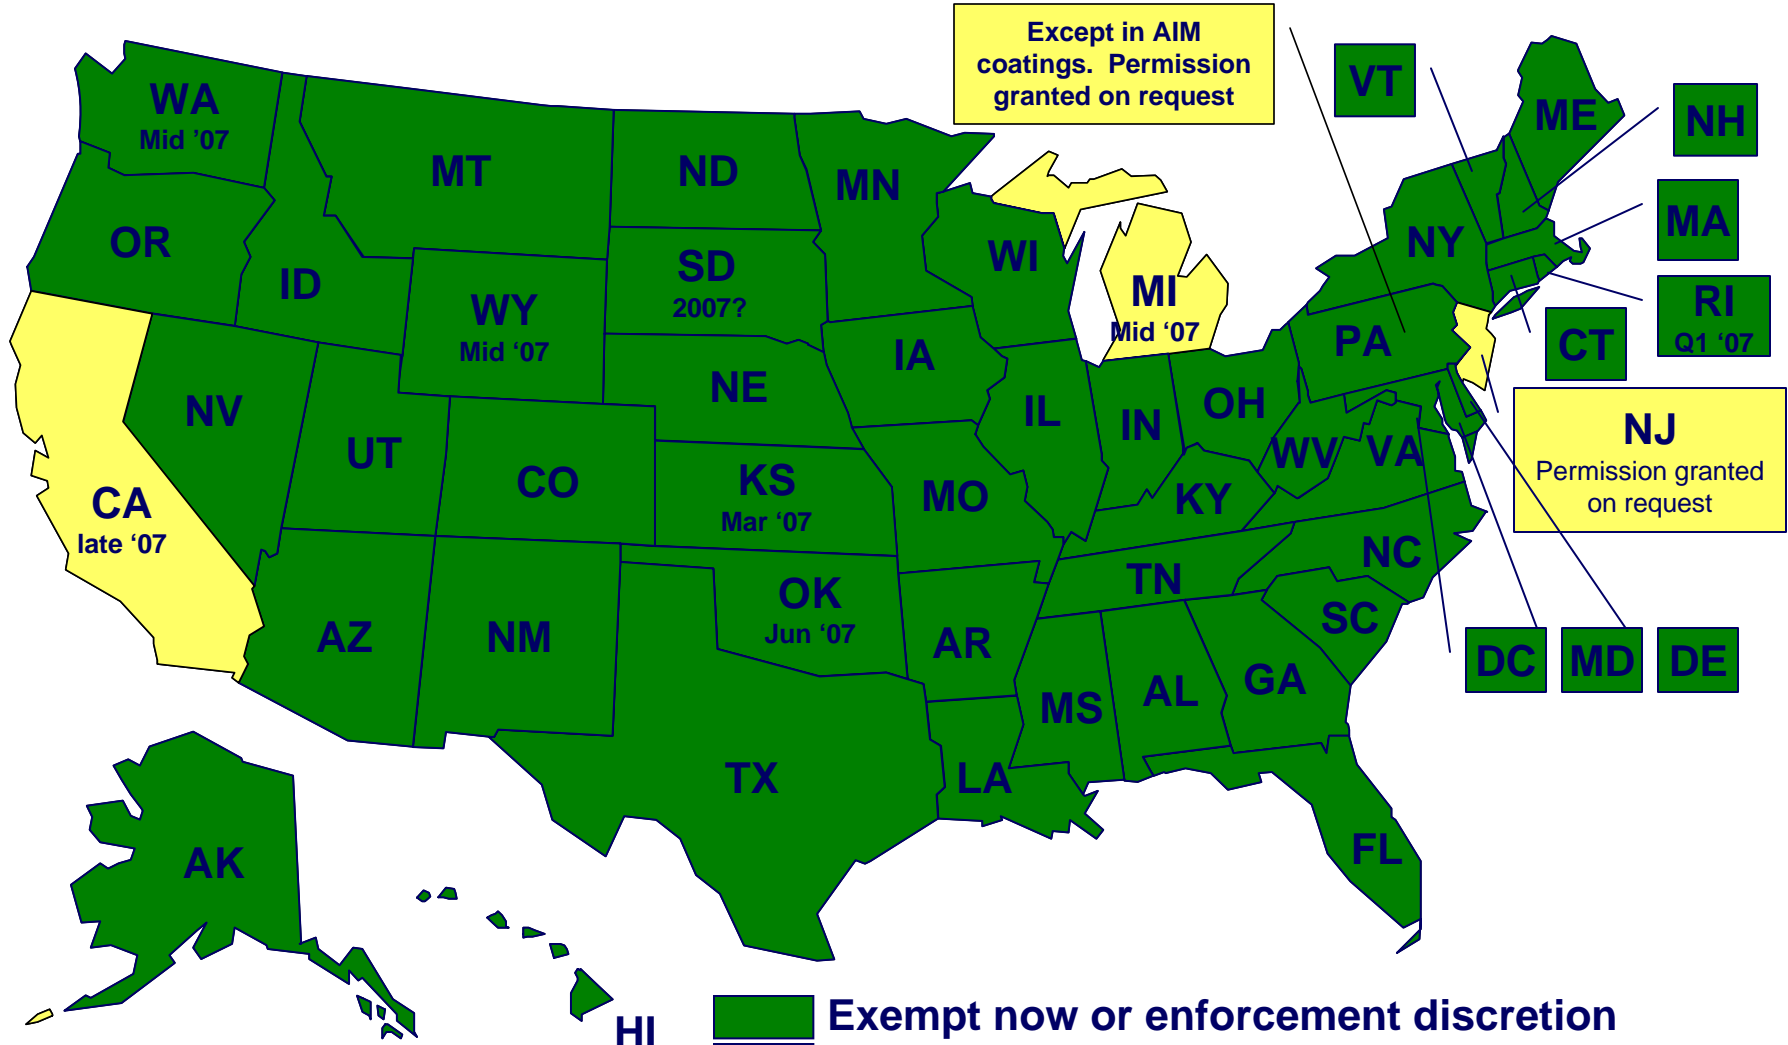 Except in AIM
coatings. Permission
granted on request
VT
ME
NH
WA
Mid ’07
MT
ND
MN
MA
OR
ID
SD
2007?
WI
NY
WY
Mid ‘07
MI
Mid ‘07
RI
Q1 ‘07
IA
PA
CT
NV
NE
IL
IN
OH
NJ
Permission granted
on request
UT
CO
KS
Mar ‘07
MO
WV
VA
KY
CA
late ‘07
NC
TN
OK
Jun ‘07
AZ
NM
AR
SC
DC
MD
DE
MS
AL
GA
TX
LA
FL
AK
HI
Exempt now or enforcement discretion